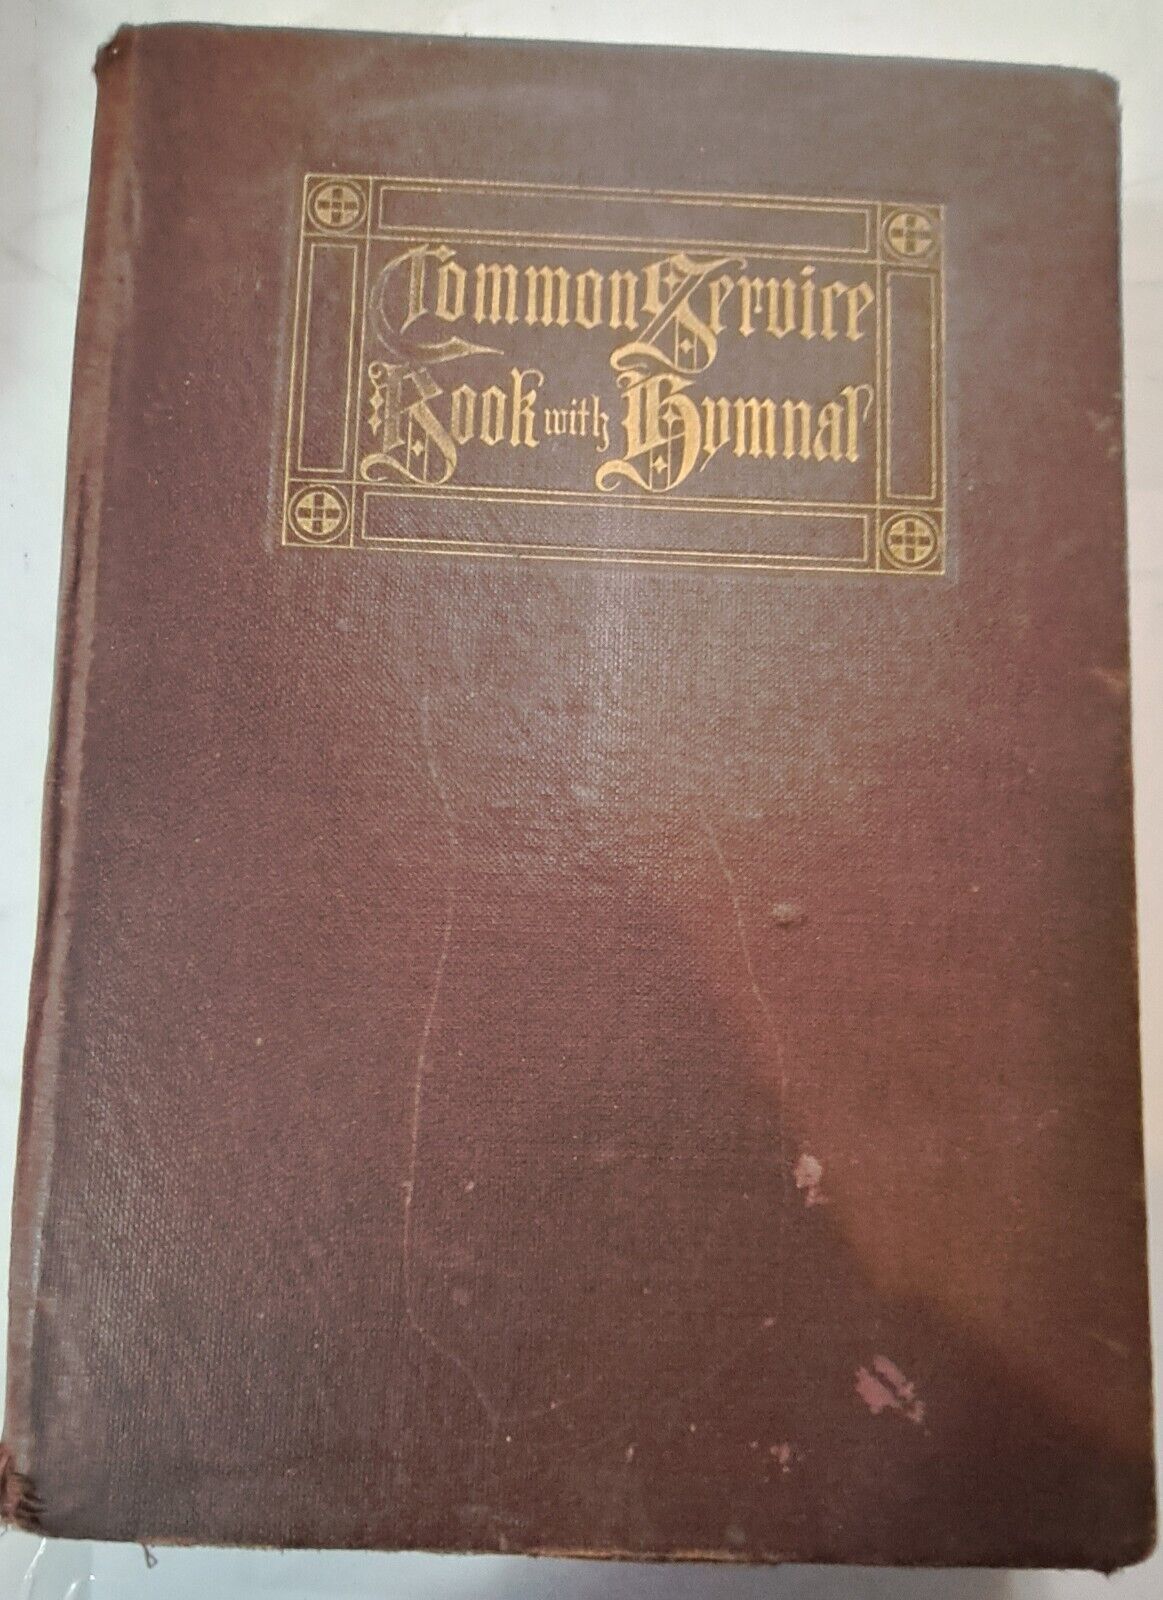 Common Service
Book with Hymnal